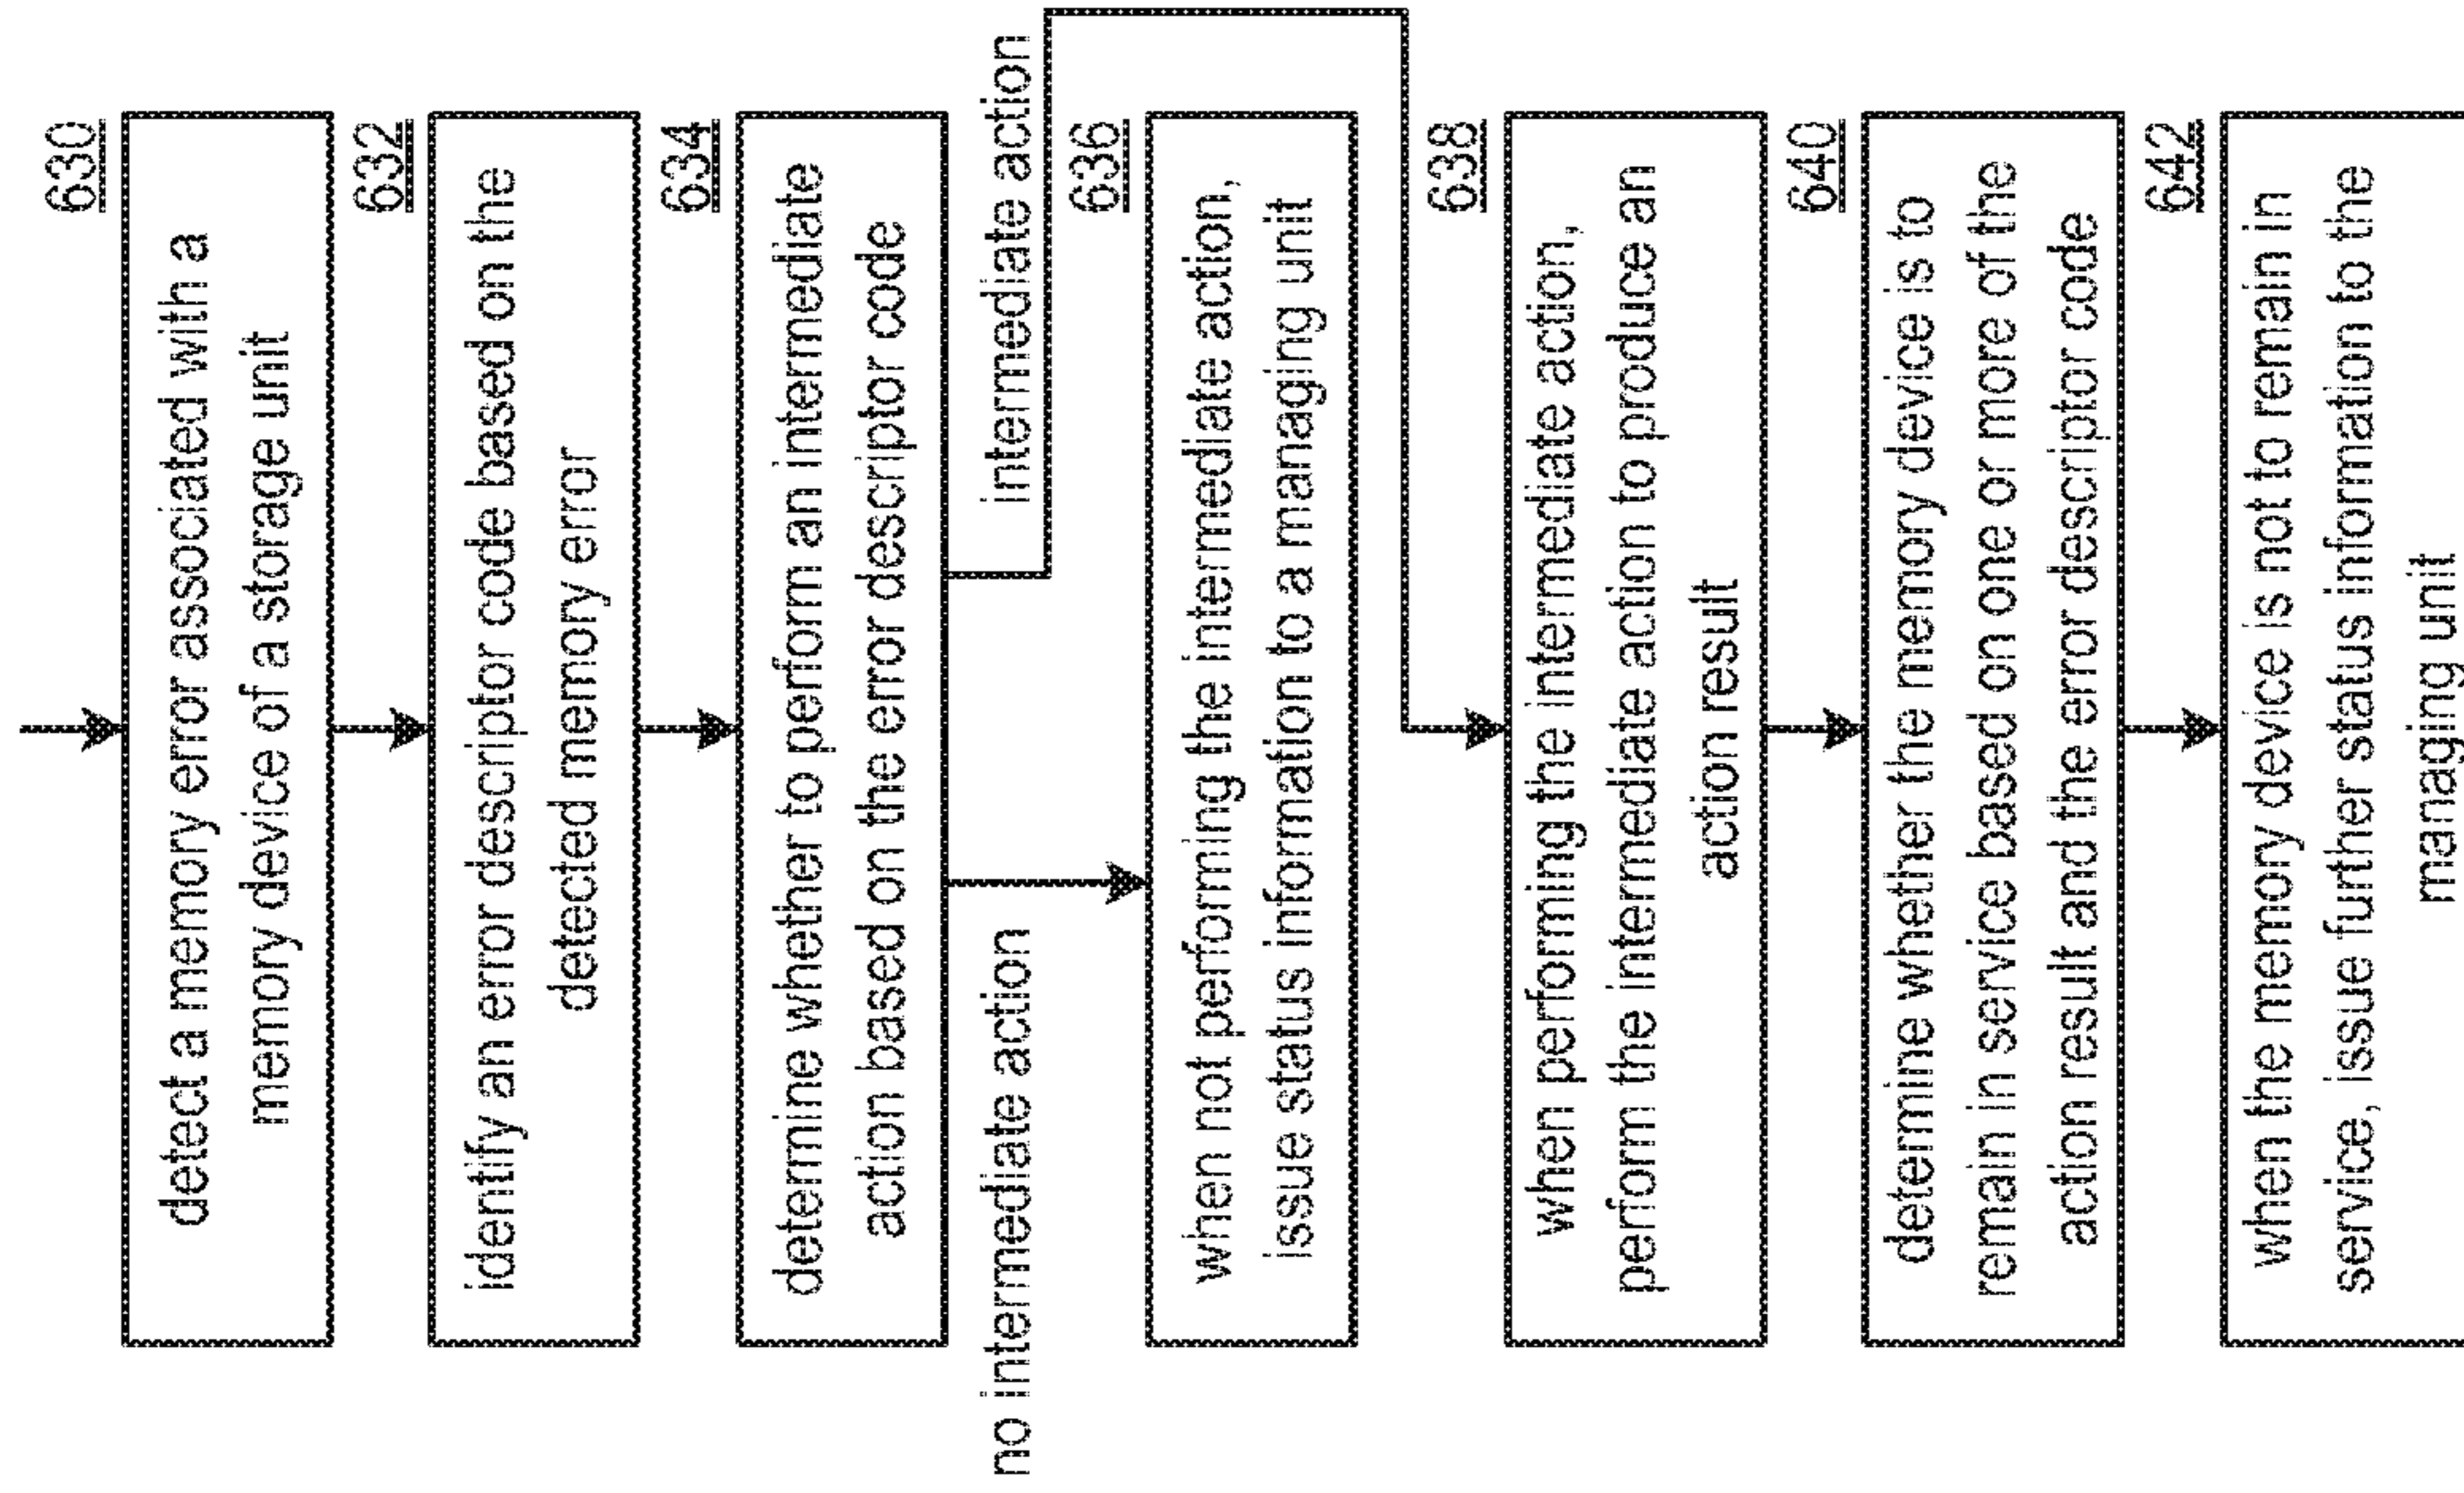 630
detect a memory error associated with a
memory device of a storage unit
632
identify an error descriptor code based on the
detected memory error
634
determine whether to perform an intermediate
action based on the error descriptor code
no intermediate action
intermediate action
636
when not performing the intermediate action,
issue status information to a managing unit
638
when performing the intermediate action,
perform the intermediate action to produce an
action result
640
determine whether the memory device is to
remain in service based on one or more of the
action result and the error descriptor code
642
when the memory device is not to remain in
service, issue further status information to the
managing unit